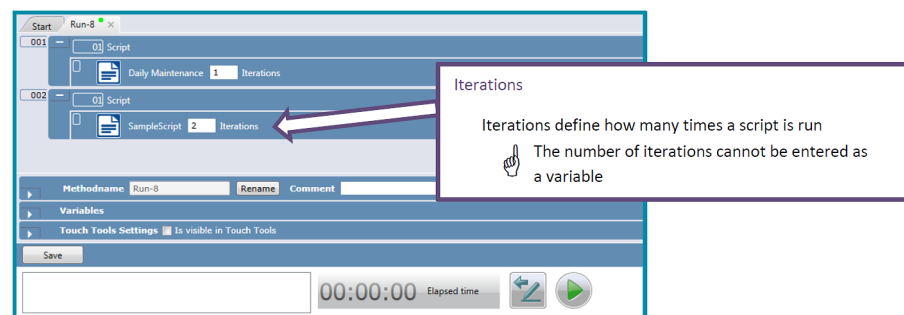 Start Run-8
001 01 Script
Daily Maintenance 1 Iterations
002 01 Script
SampleScript 2 Iterations
Iterations
Iterations define how many times a script is run
The number of iterations cannot be entered as
a variable
Methodname Run-8 Rename Comment
Variables
Touch Tools Settings Is visible in Touch Tools
Save
00:00:00 Elapsed time